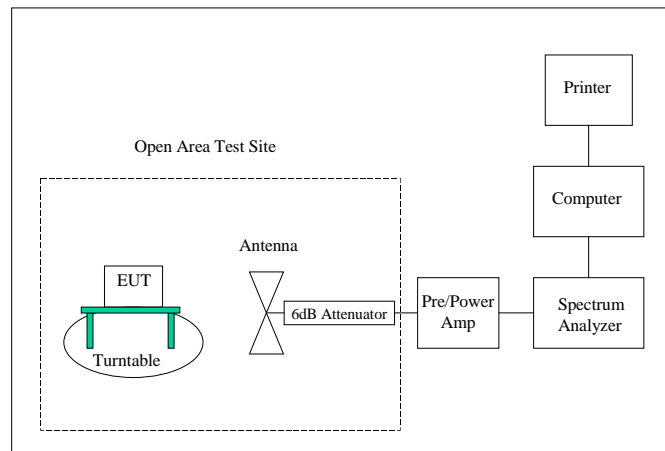 Printer
Open Area Test Site
Computer
Antenna
EUT
6dB Attenuator
Pre/Power
Amp
Spectrum
Analyzer
Turntable